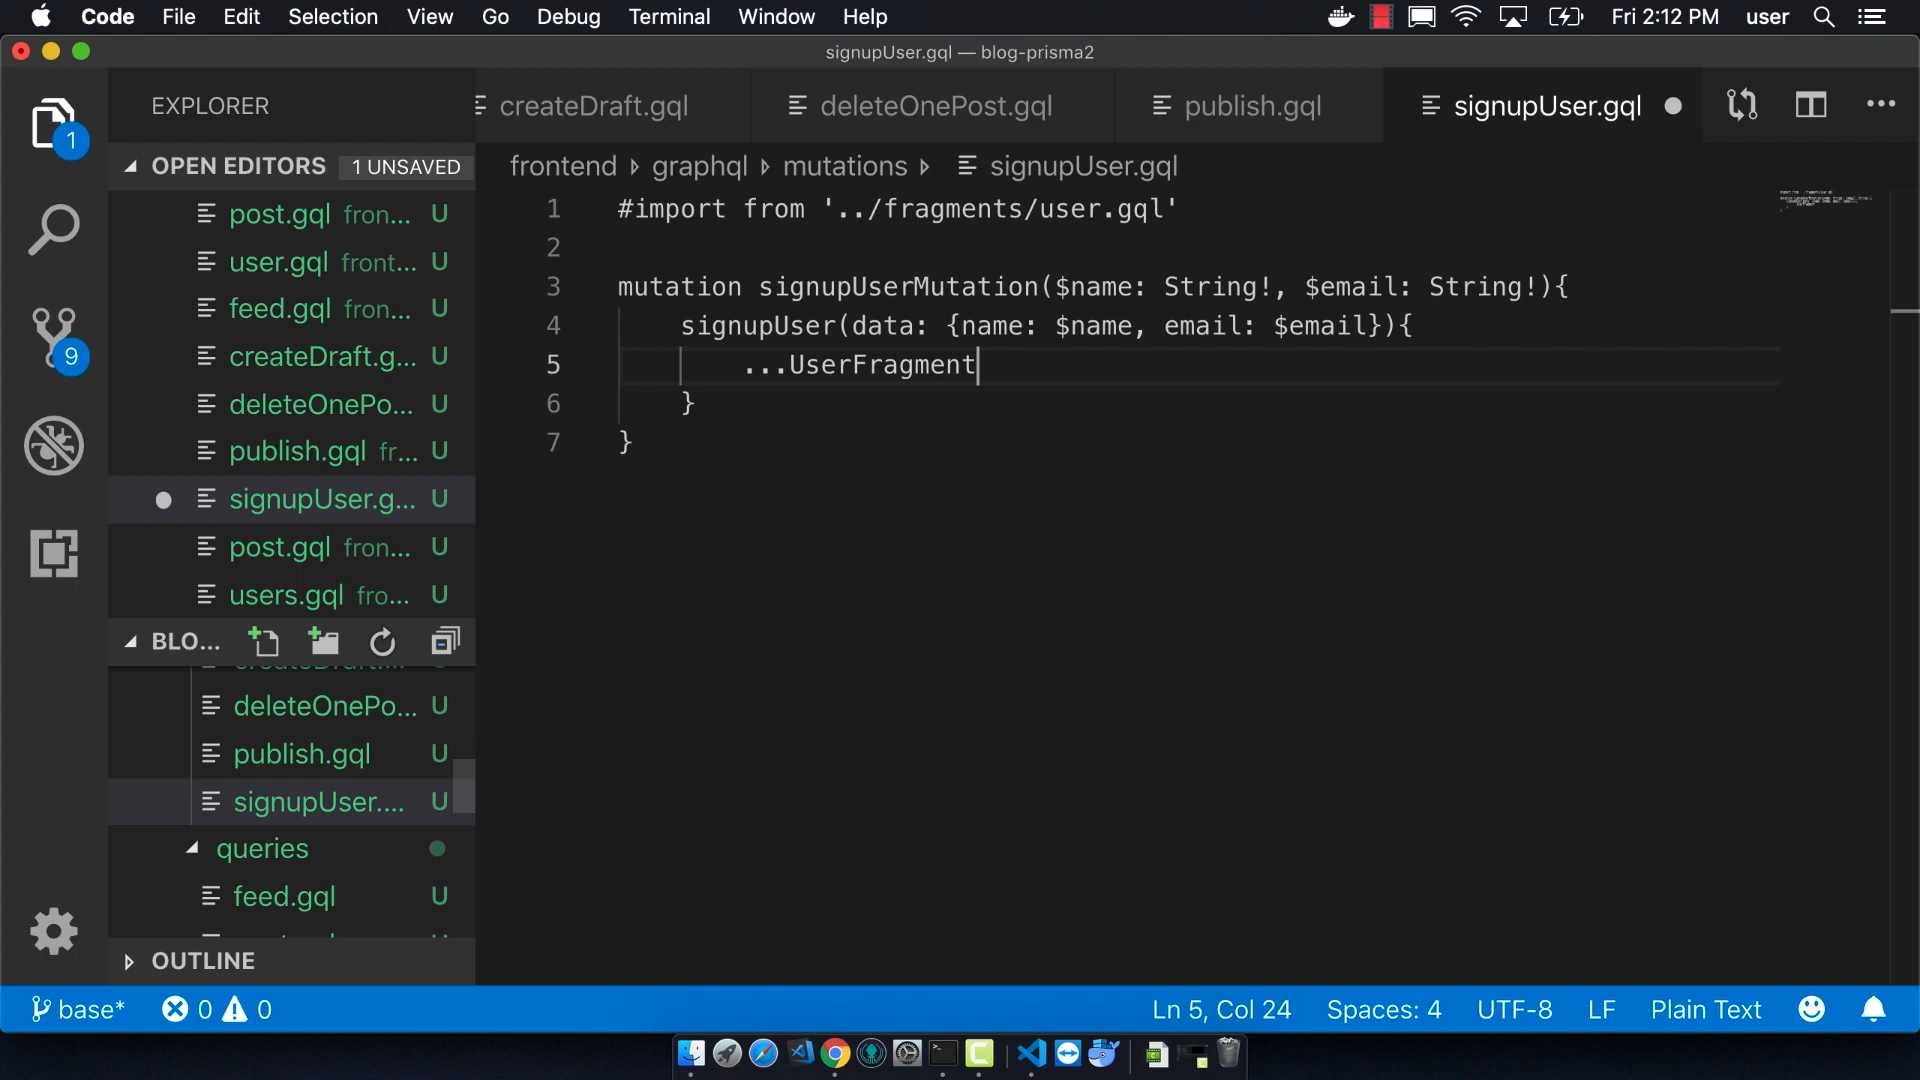 Code File Edit Selection View Go Debug Terminal Window Help Fri 2:12 PM user
signupUser.gql — blog-prisma2
EXPLORER
createDraft.gql deleteOnePost.gql publish.gql signupUser.gql
OPEN EDITORS 1 UNSAVED
frontend graphql mutations signupUser.gql
post.gql fron... U
user.gql front... U
feed.gql fron... U
createDraft.g... U
deleteOnePo... U
publish.gql fr... U
signupUser.g... U
post.gql fron... U
users.gql fro... U
1 #import from '../fragments/user.gql'
2
3 mutation signupUserMutation($name: String!, $email: String!){
4 signupUser(data: {name: $name, email: $email}){
5 ...UserFragment
6 }
7 }
1
9
BLO...
deleteOnePo... U
publish.gql U
signupUser.... U
queries
feed.gql U
OUTLINE
base* 0 0 Ln 5, Col 24 Spaces: 4 UTF-8 LF Plain Text